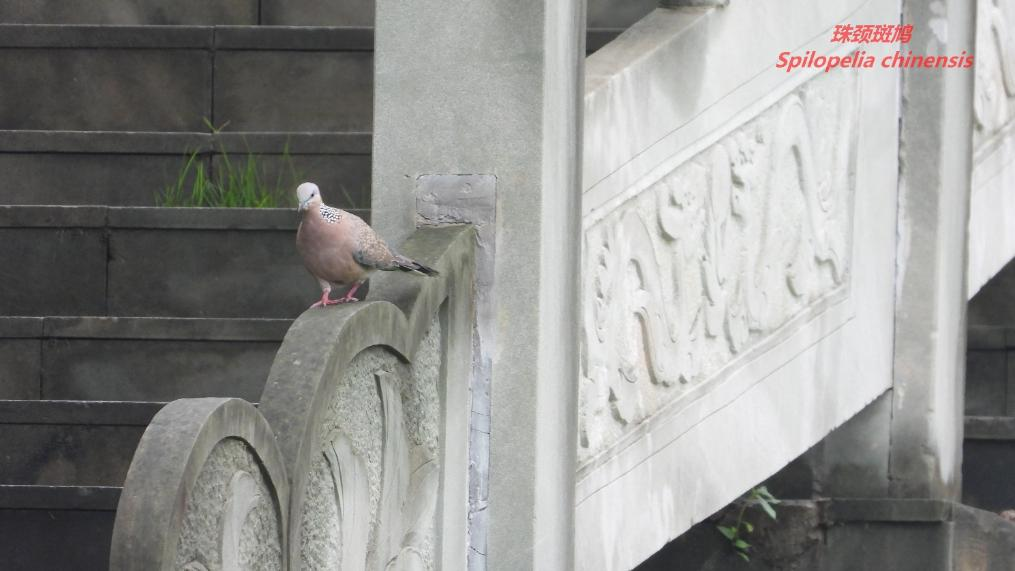 珠颈斑鸠
Spilopelia chinensis